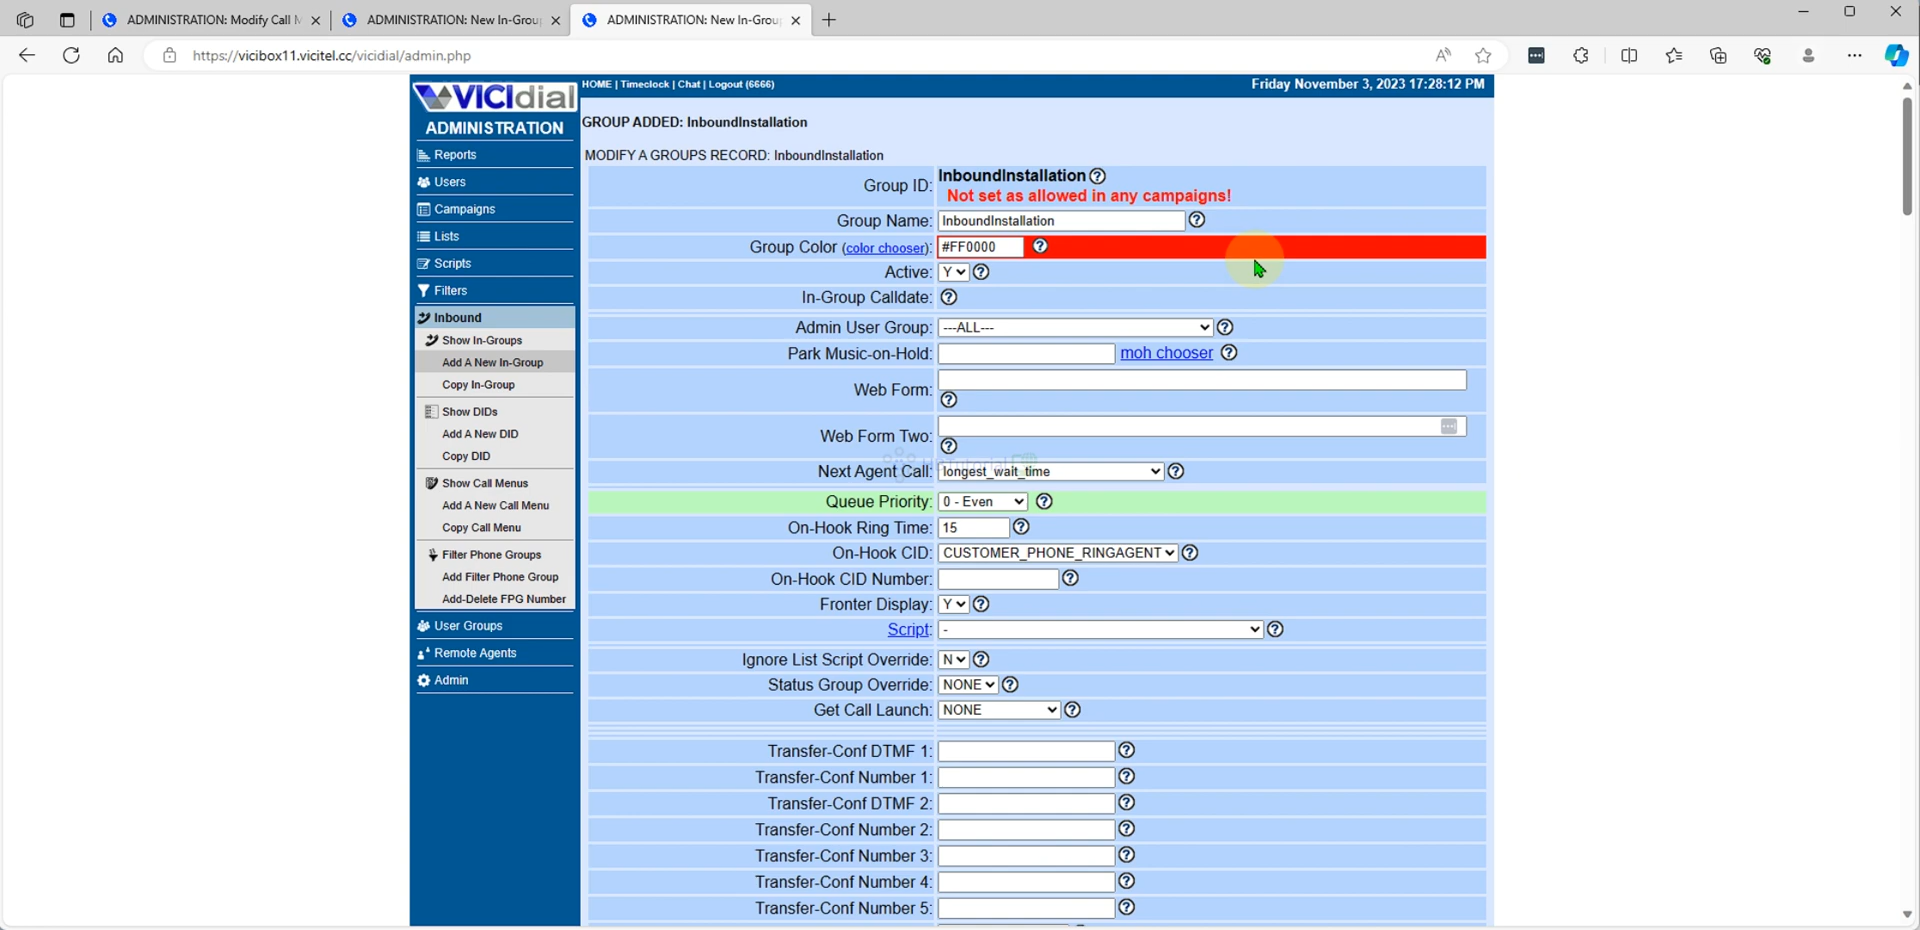 ADMINISTRATION: Modify Call M
ADMINISTRATION: New In-Grou
ADMINISTRATION: New In-Grou
https://vicibox11.vicitel.cc/vicidial/admin.php
VICIdial
HOME | Timeclock | Chat | Logout (6666)
Friday November 3, 2023 17:28:12 PM
ADMINISTRATION
Reports
Users
Campaigns
Lists
Scripts
Filters
Inbound
Show In-Groups
Add A New In-Group
Copy In-Group
Show DIDs
Add A New DID
Copy DID
Show Call Menus
Add A New Call Menu
Copy Call Menu
Filter Phone Groups
Add Filter Phone Group
Add-Delete FPG Number
User Groups
Remote Agents
Admin
GROUP ADDED: InboundInstallation
MODIFY A GROUPS RECORD: InboundInstallation
Group ID: InboundInstallation
Not set as allowed in any campaigns!
Group Name: InboundInstallation
Group Color (color chooser): #FF0000
Active: Y
In-Group Calldate:
Admin User Group: ---ALL---
Park Music-on-Hold: moh chooser
Web Form:
Web Form Two:
Next Agent Call: longest_wait_time
Queue Priority: 0 - Even
On-Hook Ring Time: 15
On-Hook CID: CUSTOMER_PHONE_RINGAGENT
On-Hook CID Number:
Fronter Display: Y
Script: -
Ignore List Script Override: N
Status Group Override: NONE
Get Call Launch: NONE
Transfer-Conf DTMF 1:
Transfer-Conf Number 1:
Transfer-Conf DTMF 2:
Transfer-Conf Number 2:
Transfer-Conf Number 3:
Transfer-Conf Number 4:
Transfer-Conf Number 5: